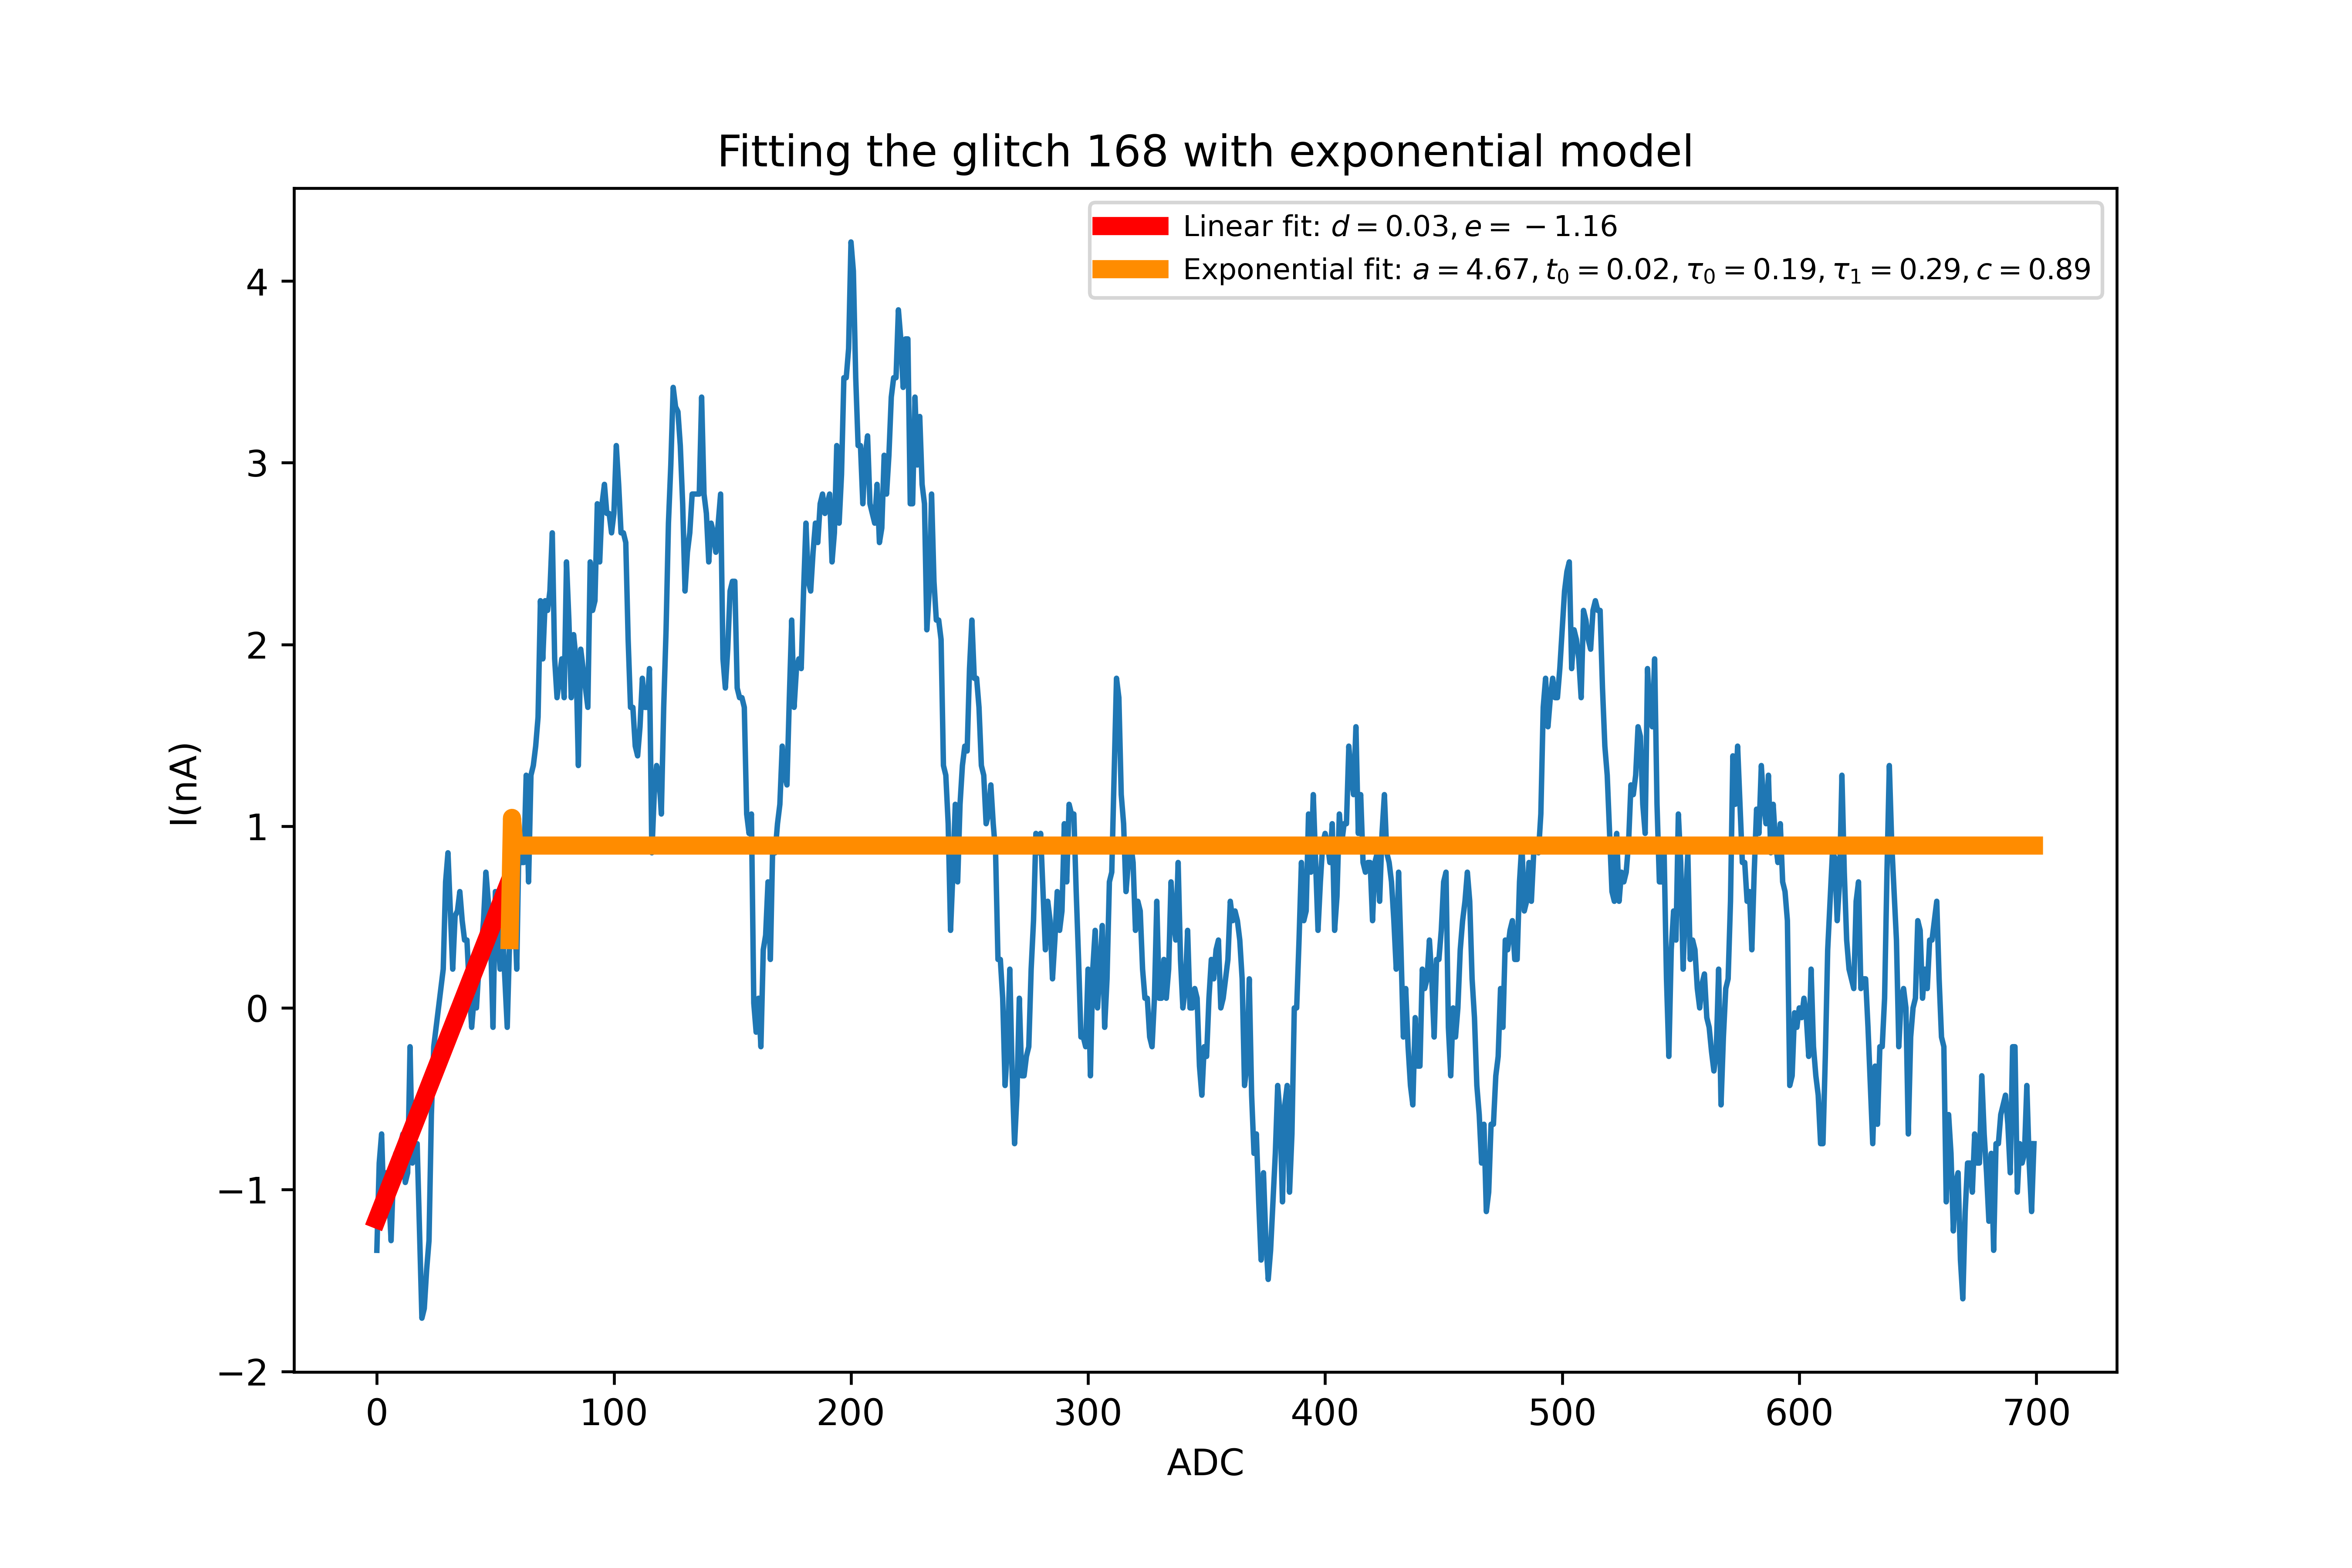 Fitting the glitch 168 with exponential model
Linear fit: d = 0.03, e = −1.16
Exponential fit: a = 4.67, t₀ = 0.02, τ₀ = 0.19, τ₁ = 0.29, c = 0.89
4
3
2
1
0
−1
−2
I(nA)
0 100 200 300 400 500 600 700
ADC